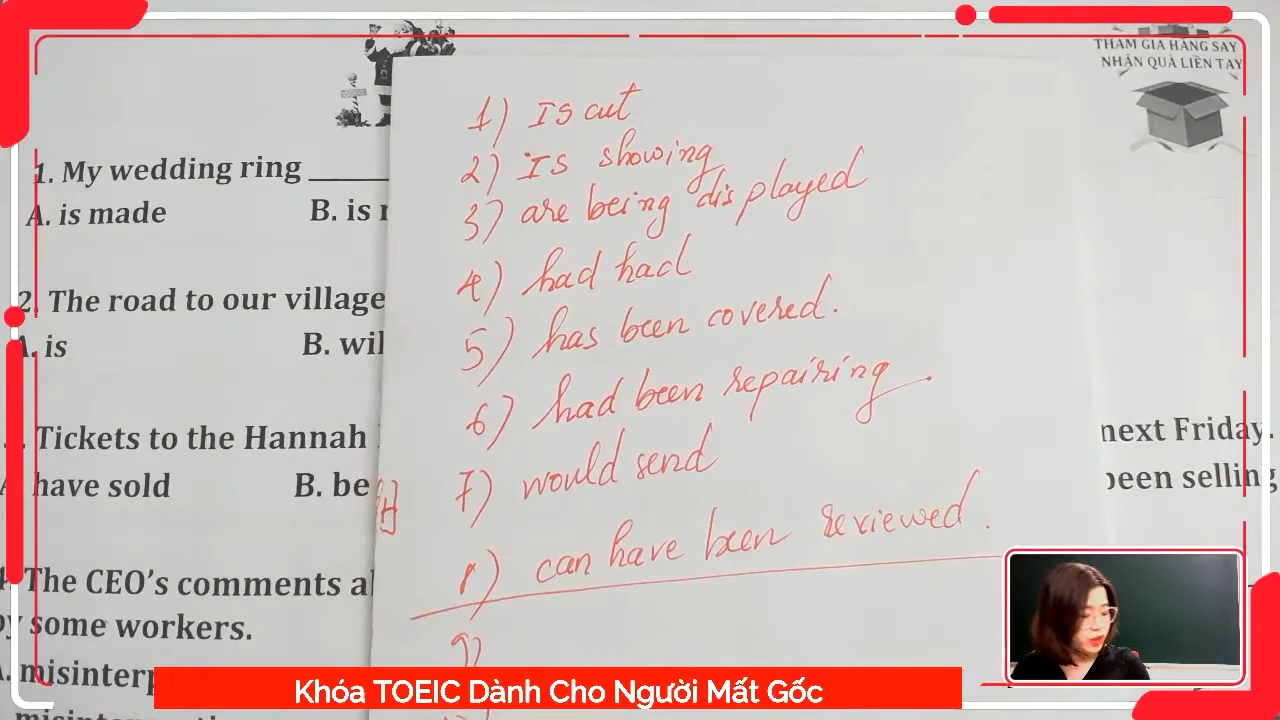 THAM GIA HĂNG SAY
NHẬN QUÀ LIỀN TAY
1. My wedding ring ______
A. is made B. is
2. The road to our village
A. is B. wil
Tickets to the Hannah
next Friday.
have sold B. be
been selling
The CEO's comments al
by some workers.
misinterp
1) Is cut
2) Is showing
3) are being displayed
4) had had
5) has been covered.
6) had been repairing.
7) would send
8) can have been reviewed.
9)
Khóa TOEIC Dành Cho Người Mất Gốc